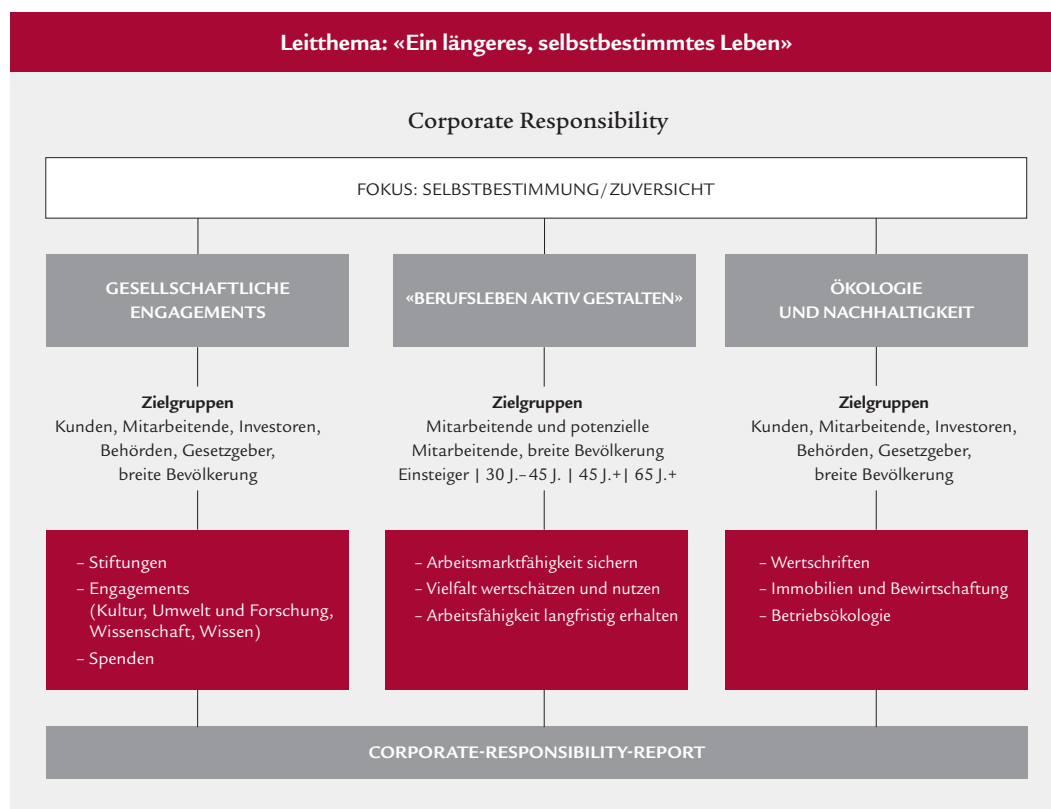 Leitthema: «Ein längeres, selbstbestimmtes Leben»
Corporate Responsibility
FOKUS: SELBSTBESTIMMUNG/ZUVERSICHT
GESELLSCHAFTLICHE
ENGAGEMENTS
Zielgruppen
Kunden, Mitarbeitende, Investoren,
Behörden, Gesetzgeber,
breite Bevölkerung
– Stiftungen
– Engagements
(Kultur, Umwelt und Forschung,
Wissenschaft, Wissen)
– Spenden
«BERUFSLEBEN AKTIV GESTALTEN»
Zielgruppen
Mitarbeitende und potenzielle
Mitarbeitende, breite Bevölkerung
Einsteiger | 30 J.–45 J. | 45 J.+| 65 J.+
– Arbeitsmarktfähigkeit sichern
– Vielfalt wertschätzen und nutzen
– Arbeitsfähigkeit langfristig erhalten
ÖKOLOGIE
UND NACHHALTIGKEIT
Zielgruppen
Kunden, Mitarbeitende, Investoren,
Behörden, Gesetzgeber,
breite Bevölkerung
– Wertschriften
– Immobilien und Bewirtschaftung
– Betriebsökologie
CORPORATE-RESPONSIBILITY-REPORT